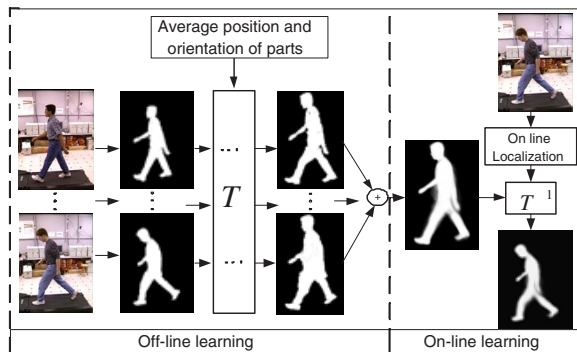 Average position and
orientation of parts
...
...
T
...
...
+
On line
Localization
T 1
Off-line learning
On-line learning